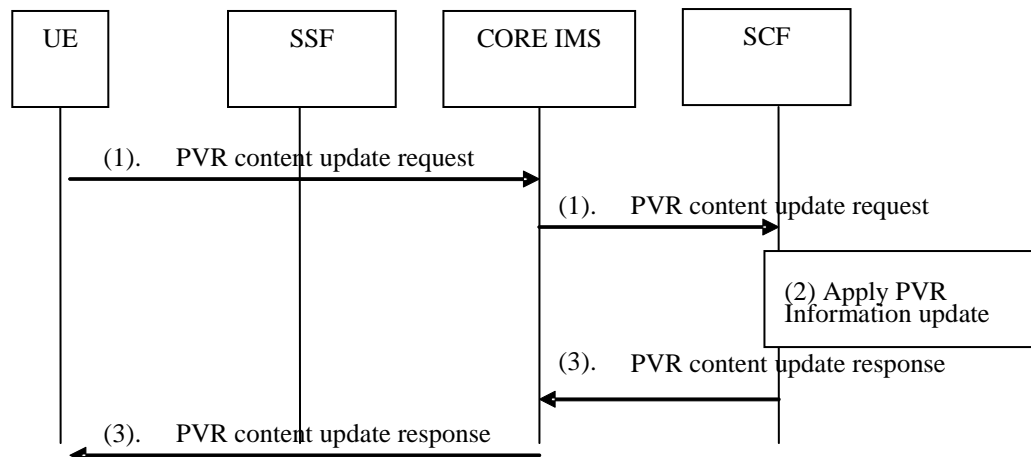 UE
SSF
CORE IMS
SCF
(1). PVR content update request
(1). PVR content update request
(2) Apply PVR
Information update
(3). PVR content update response
(3). PVR content update response